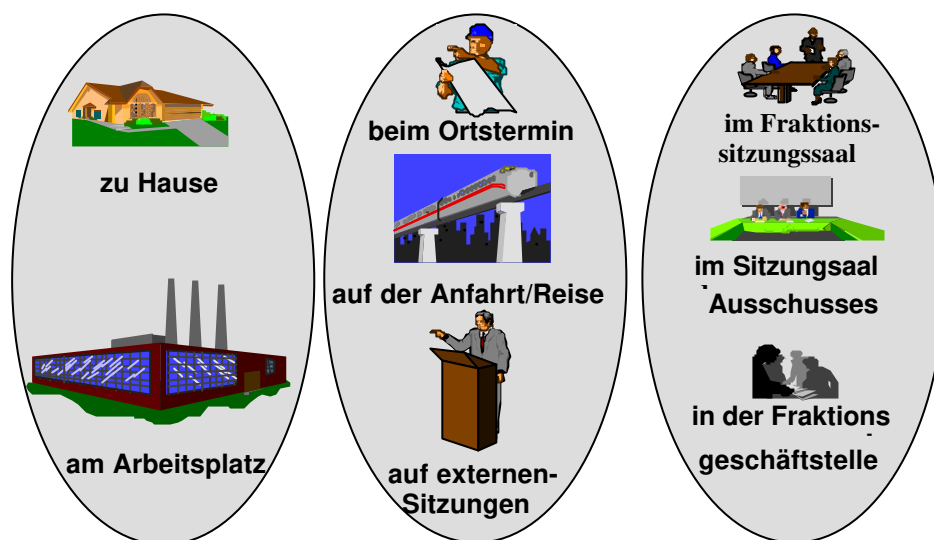 zu Hause
am Arbeitsplatz
beim Ortstermin
auf der Anfahrt/Reise
auf externen-
Sitzungen
im Fraktions-
sitzungssaal
im Sitzungsaal
Ausschusses
in der Fraktions
geschäftstelle